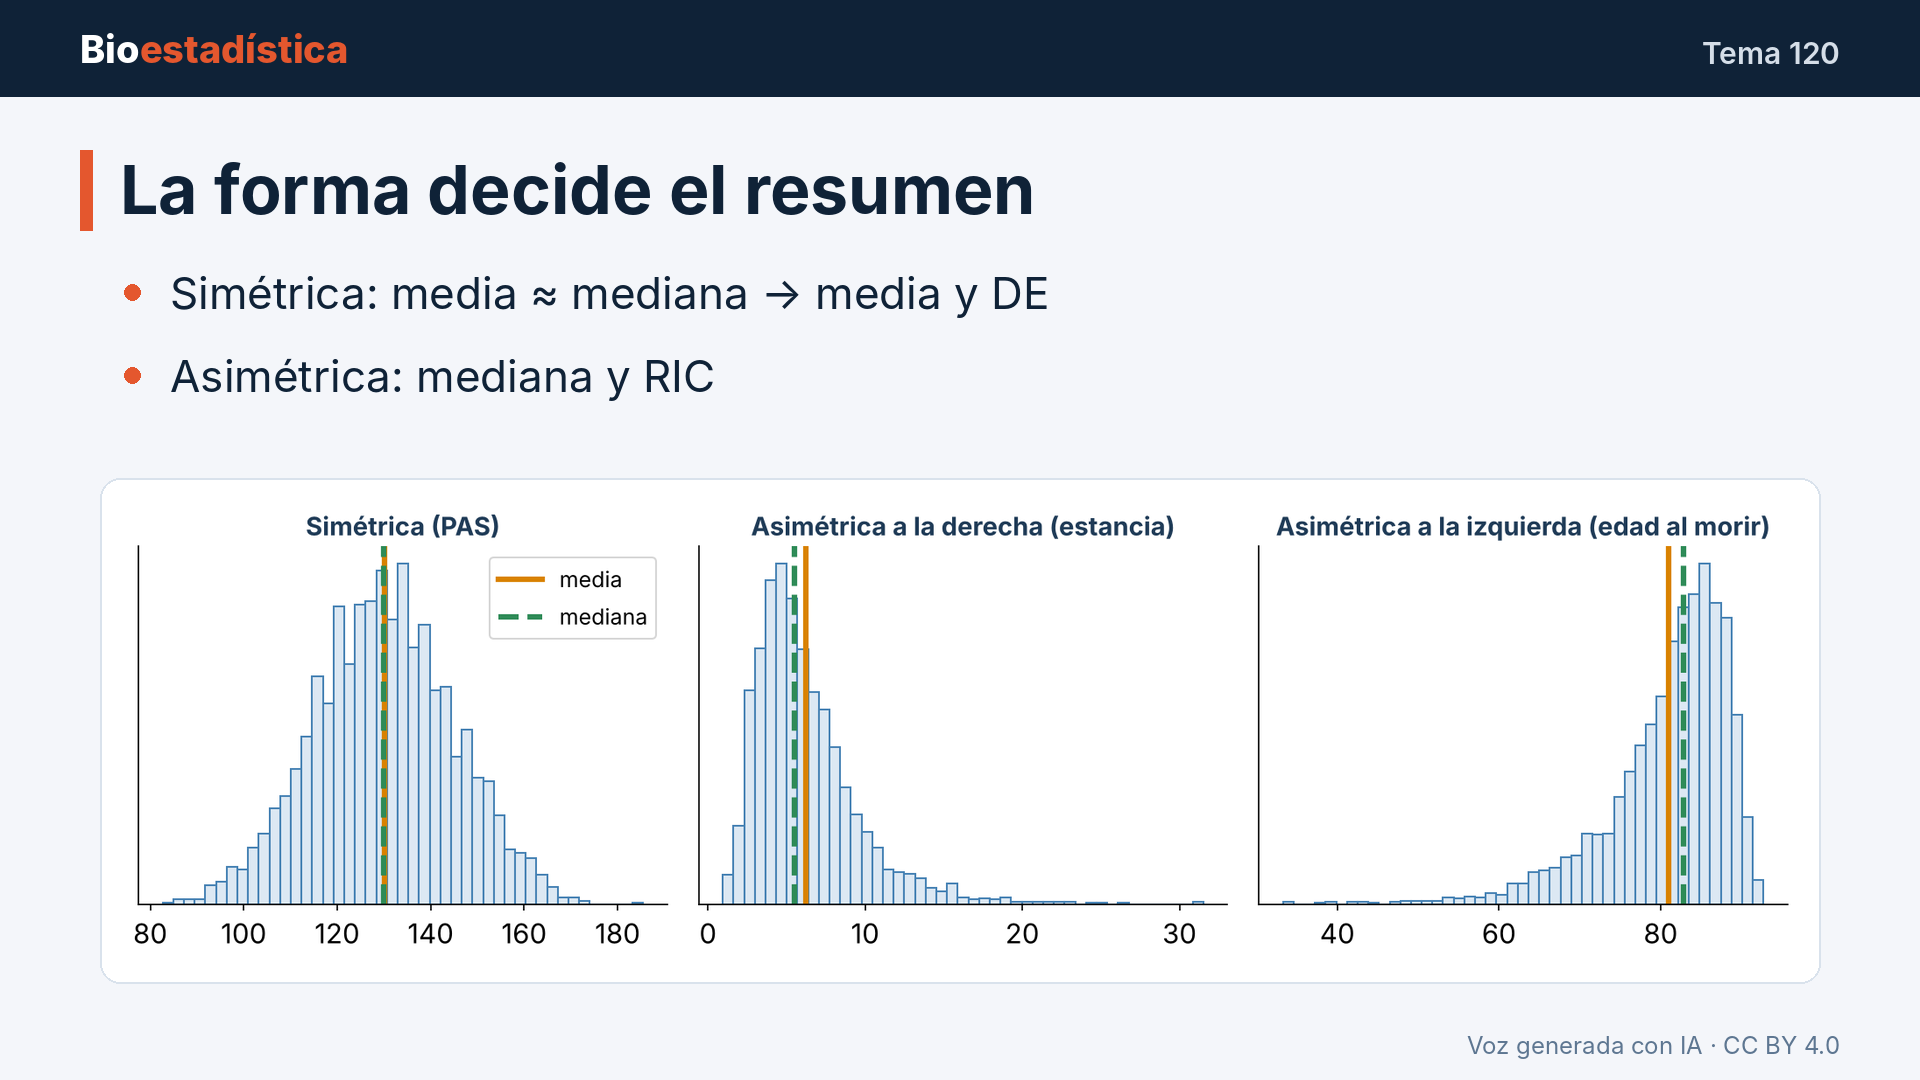 Bioestadística
Tema 120
La forma decide el resumen
Simétrica: media ≈ mediana → media y DE
Asimétrica: mediana y RIC
Simétrica (PAS)
media
mediana
80 100 120 140 160 180
Asimétrica a la derecha (estancia)
0 10 20 30
Asimétrica a la izquierda (edad al morir)
40 60 80
Voz generada con IA · CC BY 4.0